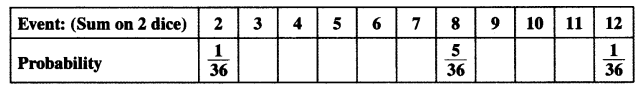 Event: (Sum on 2 dice) 2 3 4 5 6 7 8 9 10 11 12
Probability 1/36 5/36 1/36